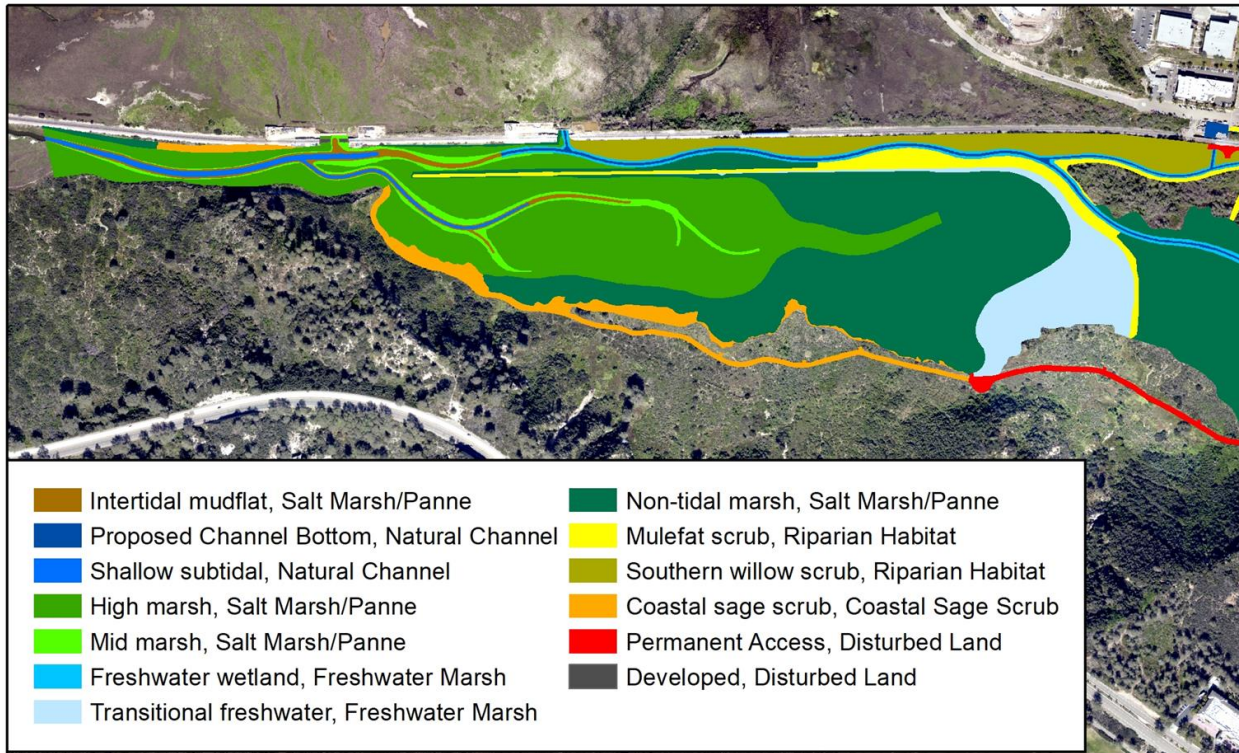 Intertidal mudflat, Salt Marsh/Panne
Proposed Channel Bottom, Natural Channel
Shallow subtidal, Natural Channel
High marsh, Salt Marsh/Panne
Mid marsh, Salt Marsh/Panne
Freshwater wetland, Freshwater Marsh
Transitional freshwater, Freshwater Marsh
Non-tidal marsh, Salt Marsh/Panne
Mulefat scrub, Riparian Habitat
Southern willow scrub, Riparian Habitat
Coastal sage scrub, Coastal Sage Scrub
Permanent Access, Disturbed Land
Developed, Disturbed Land